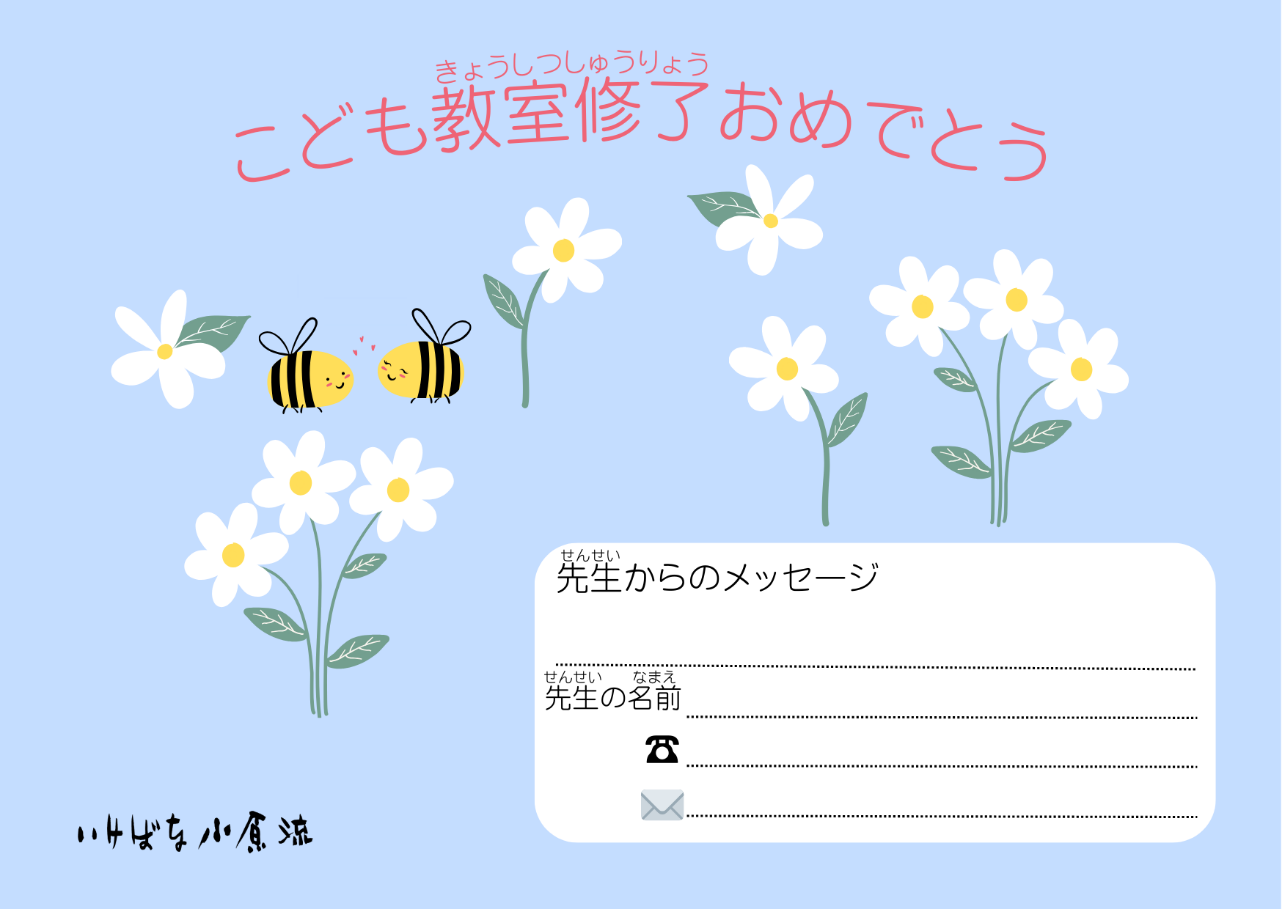 きょうしつしゅうりょう
こども教室修了おめでとう
せんせい
先生からのメッセージ
せんせい なまえ
先生の名前
いけばな小原流